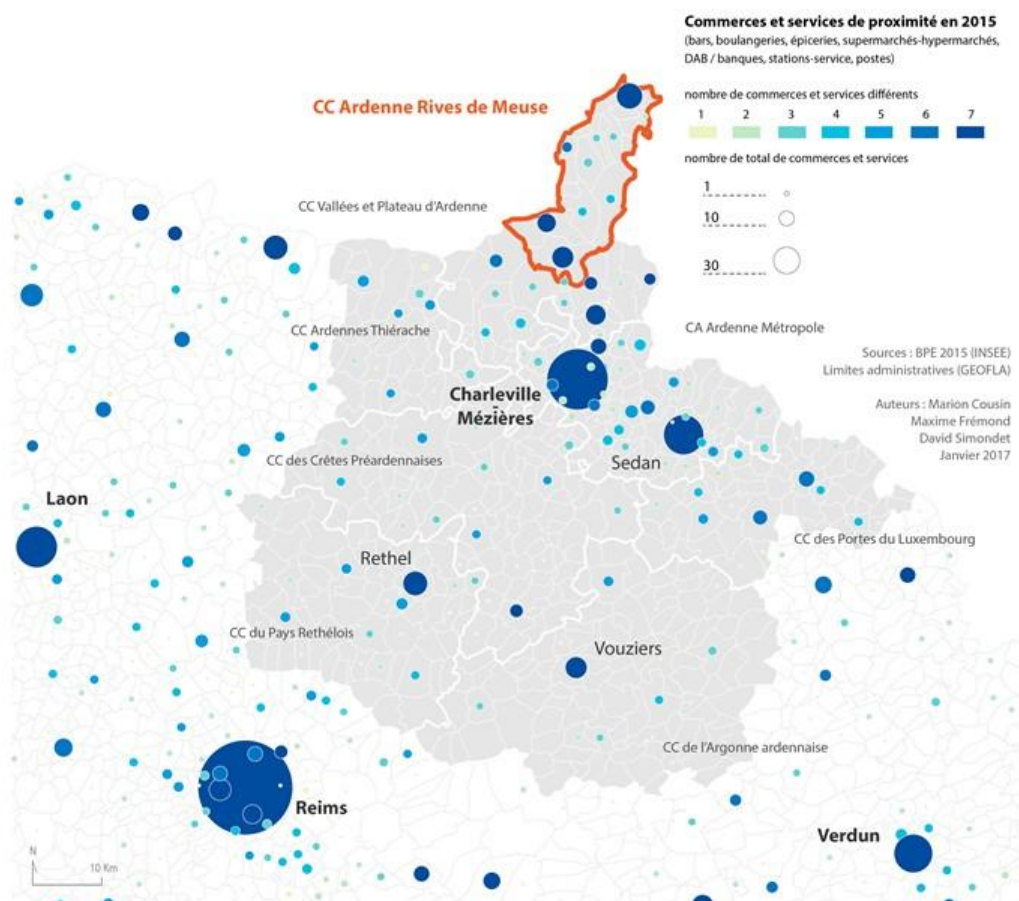 Commerces et services de proximité en 2015
(bars, boulangeries, épiceries, supermarchés-hypermarchés,
DAB / banques, stations-service, postes)
nombre de commerces et services différents
1 2 3 4 5 6 7
nombre de total de commerces et services
1
10
30
CC Ardenne Rives de Meuse
CC Vallées et Plateau d'Ardenne
CC Ardennes Thiérache
CA Ardenne Métropole
Sources : BPE 2015 (INSEE)
Limites administratives (GEOFLA)
Auteurs : Marion Cousin
Maxime Frémond
David Simondet
Janvier 2017
Charleville
-
Mézières
Sedan
CC des Crêtes Préardennaises
Laon
CC des Portes du Luxembourg
Rethel
CC du Pays Rethélois
Vouziers
CC de l'Argonne ardennaise
Reims
Verdun
N
10 Km